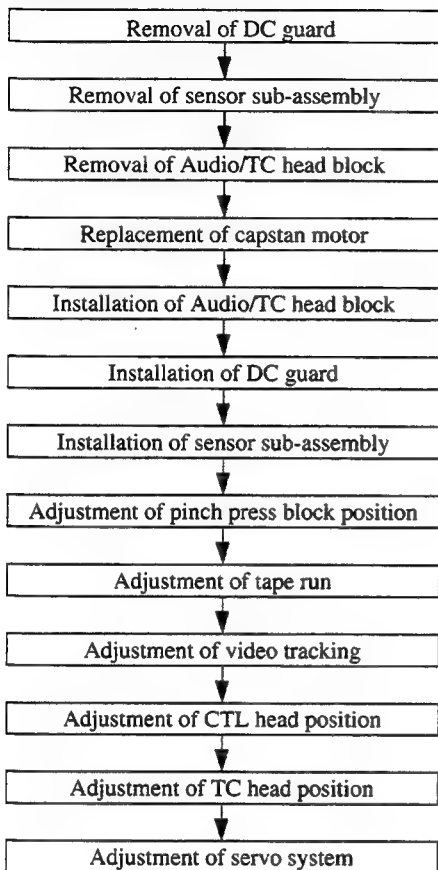 Removal of DC guard
Removal of sensor sub-assembly
Removal of Audio/TC head block
Replacement of capstan motor
Installation of Audio/TC head block
Installation of DC guard
Installation of sensor sub-assembly
Adjustment of pinch press block position
Adjustment of tape run
Adjustment of video tracking
Adjustment of CTL head position
Adjustment of TC head position
Adjustment of servo system